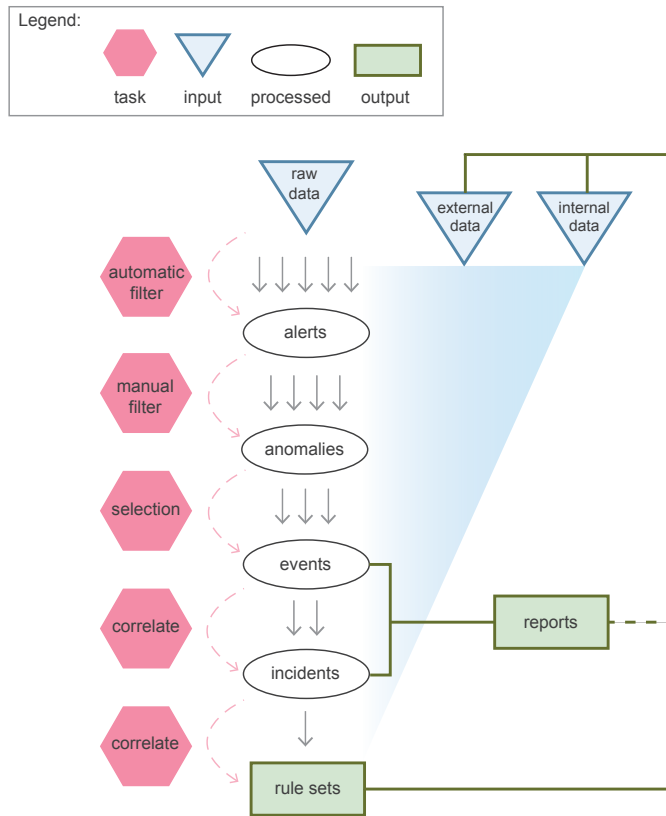 Legend:
task
input
processed
output
raw
data
external
data
internal
data
automatic
filter
alerts
manual
filter
anomalies
selection
events
correlate
reports
incidents
correlate
rule sets